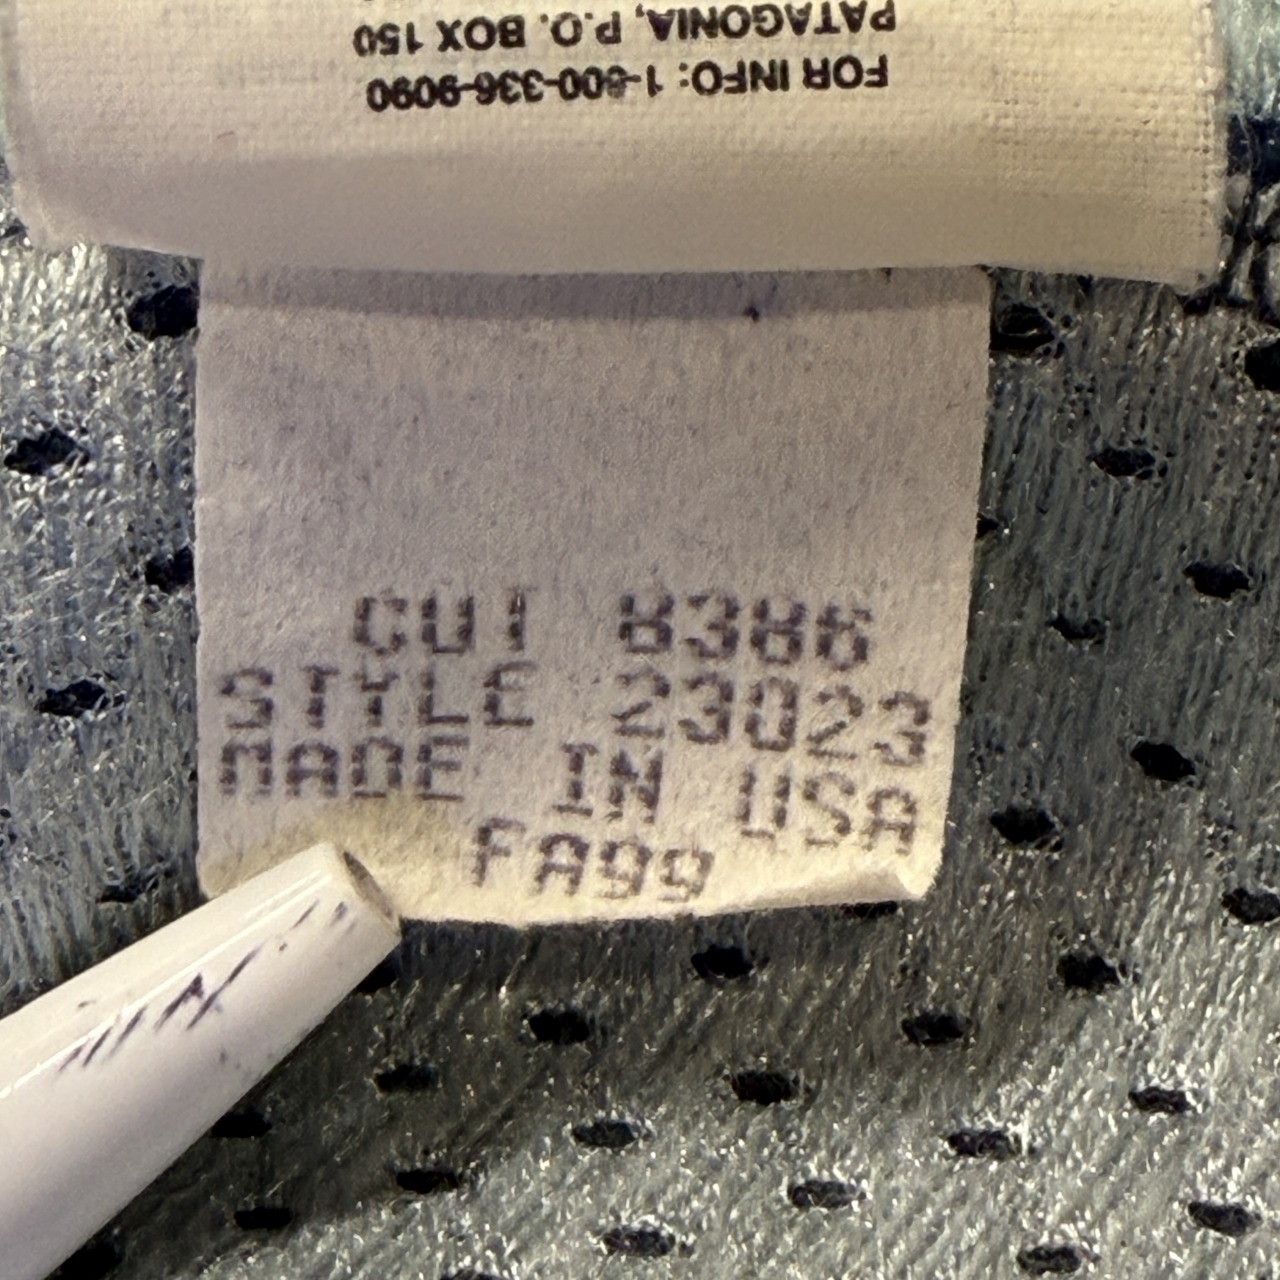 PATAGONIA, P.O. BOX 150
FOR INFO: 1-800-336-9090
CUT 8386
STYLE 23023
MADE IN USA
FA99